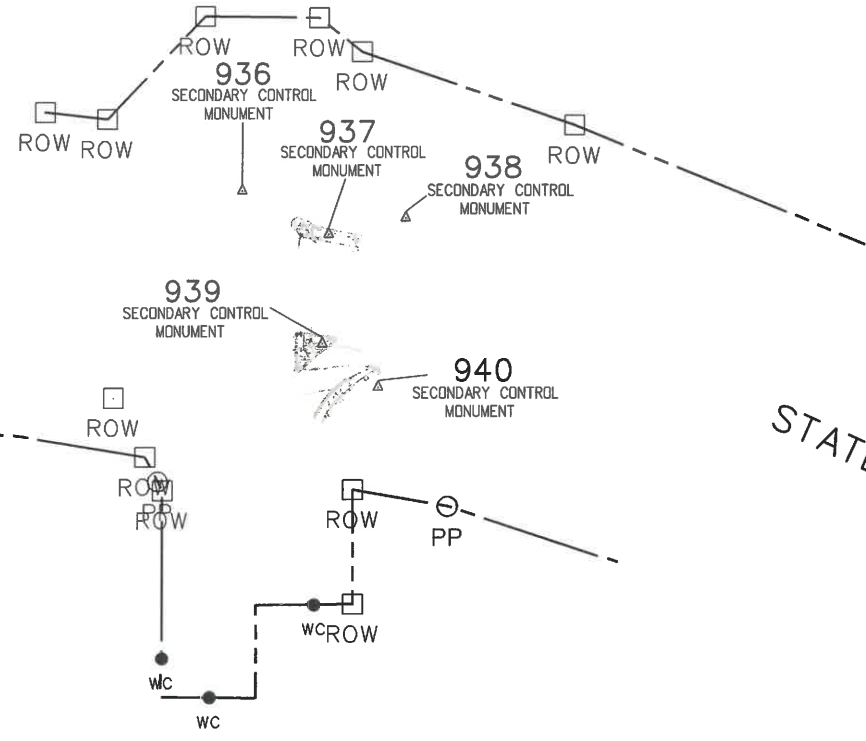 ROW
ROW
ROW
936
SECONDARY CONTROL
MONUMENT
ROW
ROW
937
SECONDARY CONTROL
MONUMENT
ROW
938
SECONDARY CONTROL
MONUMENT
939
SECONDARY CONTROL
MONUMENT
940
SECONDARY CONTROL
MONUMENT
ROW
STATE
ROW
PP
ROW
ROW
PP
WC
ROW
WC
WC